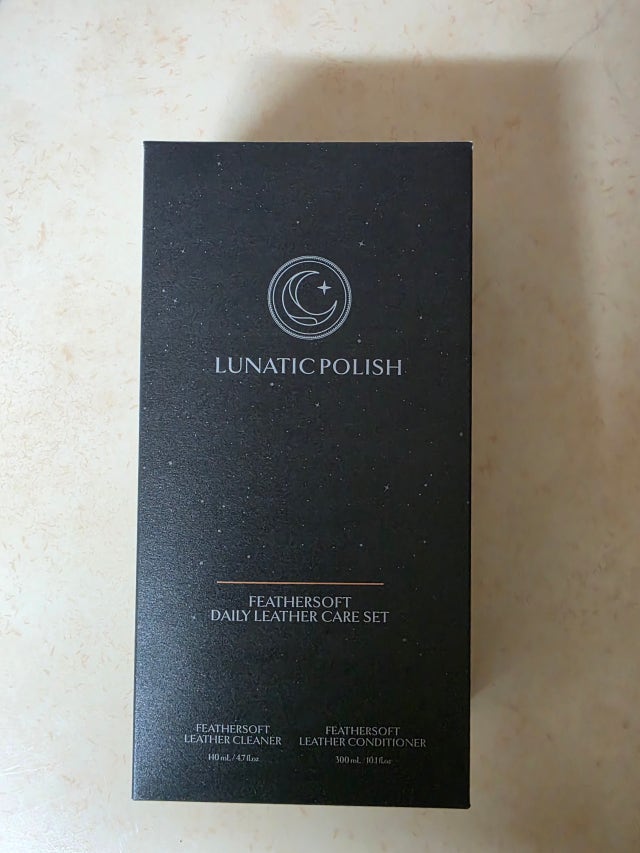 LUNATIC POLISH
FEATHERSOFT
DAILY LEATHER CARE SET
FEATHERSOFT
LEATHER CLEANER
140 mL / 4.7 fl.oz
FEATHERSOFT
LEATHER CONDITIONER
300 mL 10.1 fl.oz